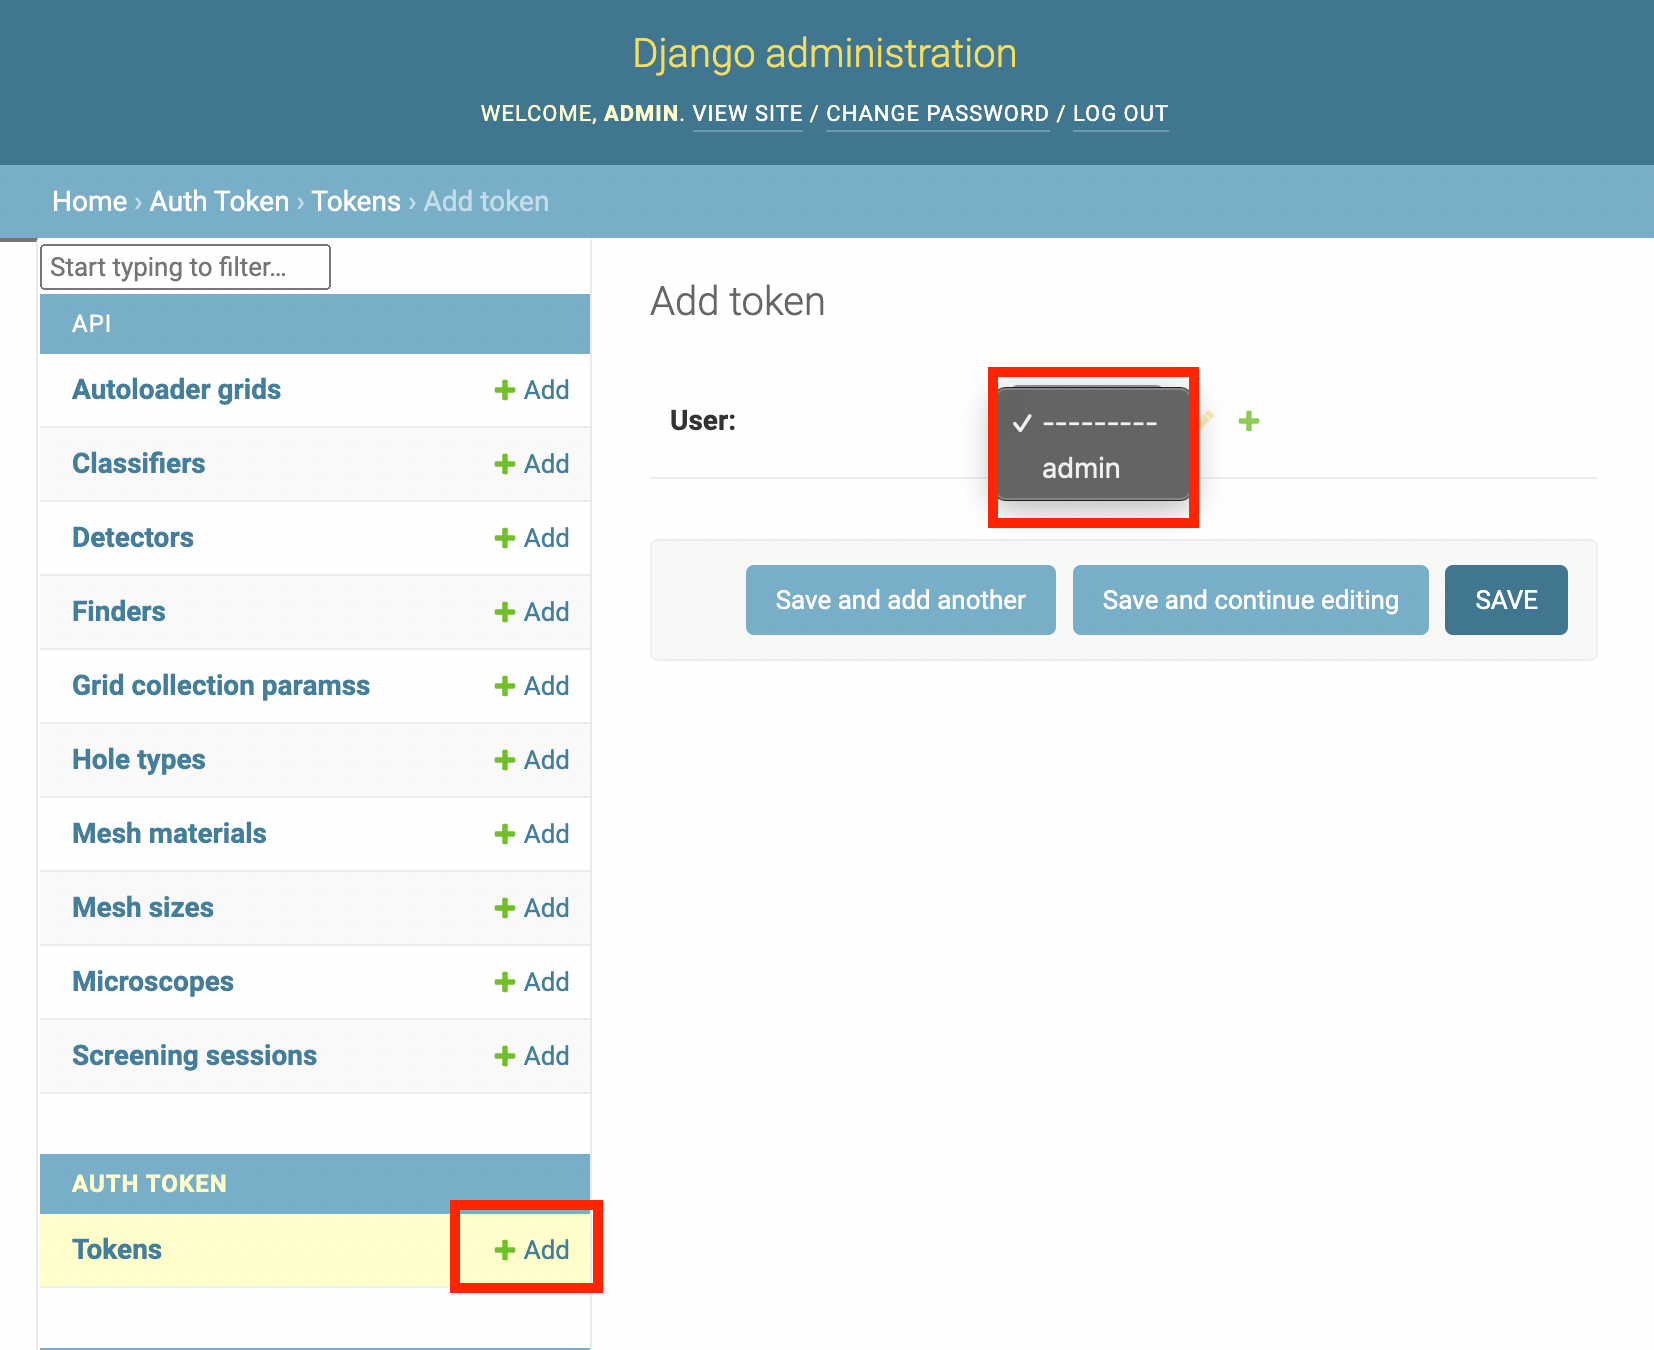 Django administration
WELCOME, ADMIN. VIEW SITE / CHANGE PASSWORD / LOG OUT
Home › Auth Token › Tokens › Add token
Start typing to filter...
API
Autoloader grids Add
Classifiers Add
Detectors Add
Finders Add
Grid collection paramss Add
Hole types Add
Mesh materials Add
Mesh sizes Add
Microscopes Add
Screening sessions Add
AUTH TOKEN
Tokens Add
Add token
User:
---------
admin
Save and add another Save and continue editing SAVE